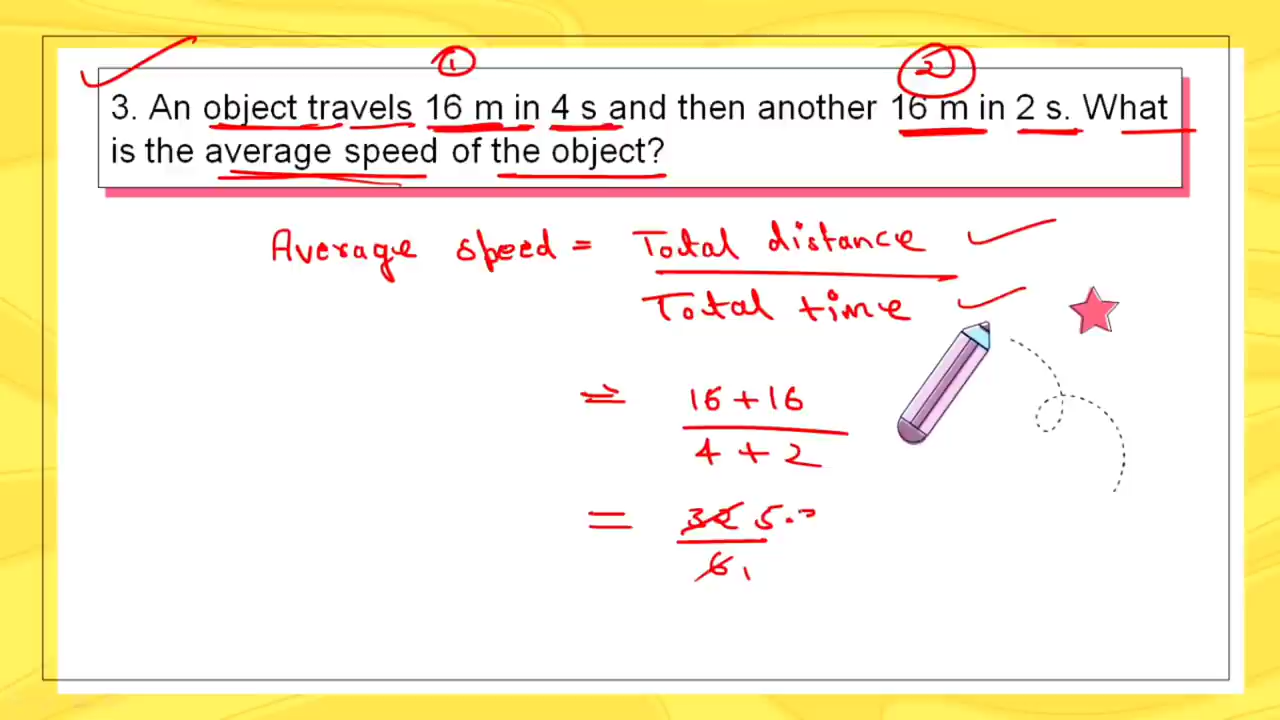 ① ②
3. An object travels 16 m in 4 s and then another 16 m in 2 s. What
is the average speed of the object?
Average speed = Total distance
Total time
= 16 + 16
4 + 2
= 32 5.
6 1